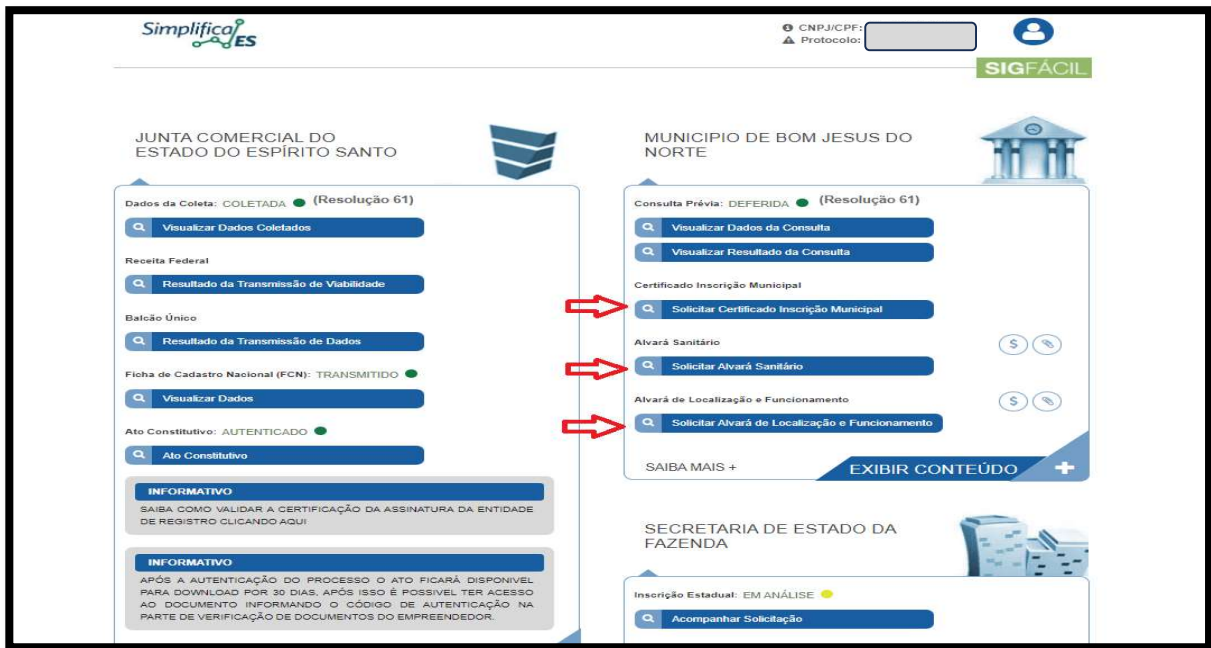 Simplifica ES
CNPJ/CPF:
Protocolo:
SIGFÁCIL
JUNTA COMERCIAL DO
ESTADO DO ESPÍRITO SANTO
Dados da Coleta: COLETADA (Resolução 61)
Visualizar Dados Coletados
Receita Federal
Resultado da Transmissão de Viabilidade
Balcão Único
Resultado da Transmissão de Dados
Ficha de Cadastro Nacional (FCN): TRANSMITIDO
Visualizar Dados
Ato Constitutivo: AUTENTICADO
Ato Constitutivo
INFORMATIVO
SAIBA COMO VALIDAR A CERTIFICAÇÃO DA ASSINATURA DA ENTIDADE
DE REGISTRO CLICANDO AQUI
INFORMATIVO
APÓS A AUTENTICAÇÃO DO PROCESSO O ATO FICARÁ DISPONIVEL
PARA DOWNLOAD POR 30 DIAS, APÓS ISSO É POSSIVEL TER ACESSO
AO DOCUMENTO INFORMANDO O CÓDIGO DE AUTENTICAÇÃO NA
PARTE DE VERIFICAÇÃO DE DOCUMENTOS DO EMPREENDEDOR.
MUNICIPIO DE BOM JESUS DO
NORTE
Consulta Prévia: DEFERIDA (Resolução 61)
Visualizar Dados da Consulta
Visualizar Resultado da Consulta
Certificado Inscrição Municipal
Solicitar Certificado Inscrição Municipal
Alvará Sanitário
Solicitar Alvará Sanitário
Alvará de Localização e Funcionamento
Solicitar Alvará de Localização e Funcionamento
SAIBA MAIS +
EXIBIR CONTEÚDO +
SECRETARIA DE ESTADO DA
FAZENDA
Inscrição Estadual: EM ANÁLISE
Acompanhar Solicitação